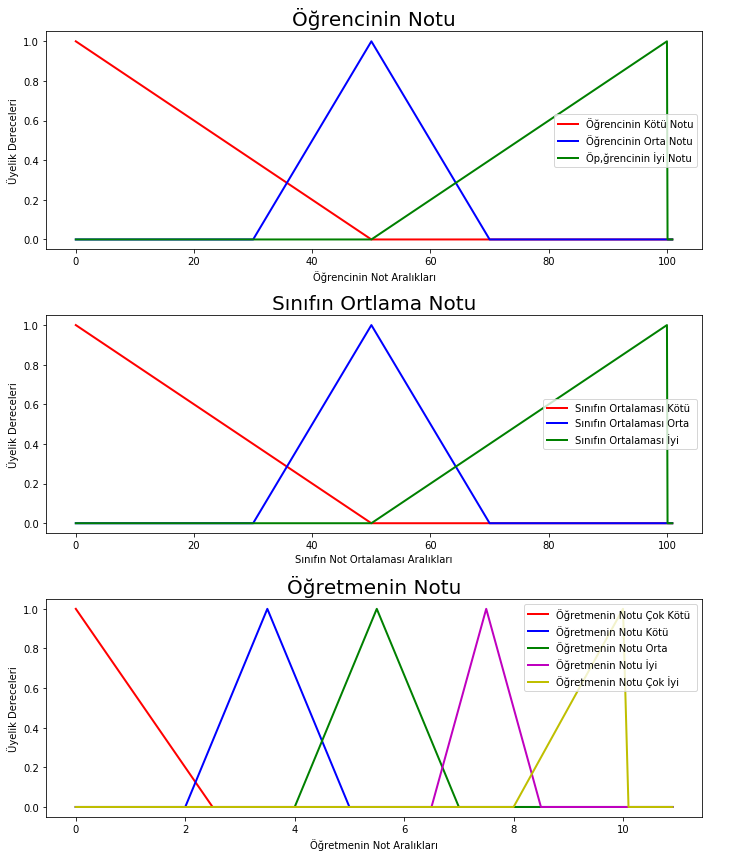 Öğrencinin Notu
1.0
0.8
0.6
0.4
0.2
0.0
Üyelik Dereceleri
Öğrencinin Kötü Notu
Öğrencinin Orta Notu
Öp,ğrencinin İyi Notu
0 20 40 60 80 100
Öğrencinin Not Aralıkları
Sınıfın Ortlama Notu
1.0
0.8
0.6
0.4
0.2
0.0
Üyelik Dereceleri
Sınıfın Ortalaması Kötü
Sınıfın Ortalaması Orta
Sınıfın Ortalaması İyi
0 20 40 60 80 100
Sınıfın Not Ortalaması Aralıkları
Öğretmenin Notu
1.0
0.8
0.6
0.4
0.2
0.0
Üyelik Dereceleri
Öğretmenin Notu Çok Kötü
Öğretmenin Notu Kötü
Öğretmenin Notu Orta
Öğretmenin Notu İyi
Öğretmenin Notu Çok İyi
0 2 4 6 8 10
Öğretmenin Not Aralıkları